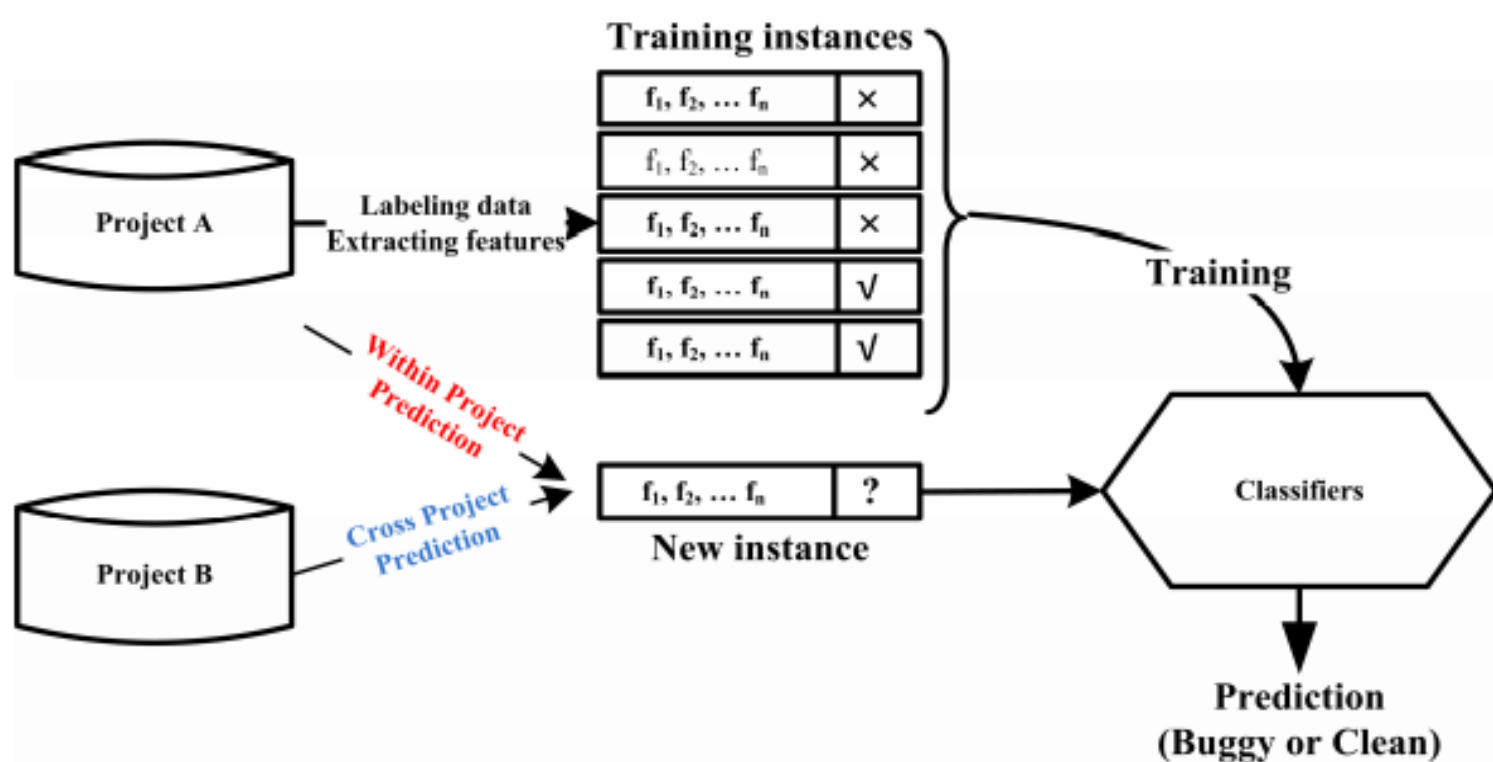 Training instances
f₁, f₂, ... fₙ ×
f₁, f₂, ... fₙ ×
f₁, f₂, ... fₙ ×
f₁, f₂, ... fₙ √
f₁, f₂, ... fₙ √
Project A
Labeling data
Extracting features
Training
Within Project
Prediction
Cross Project
Prediction
Project B
f₁, f₂, ... fₙ ?
New instance
Classifiers
Prediction
(Buggy or Clean)